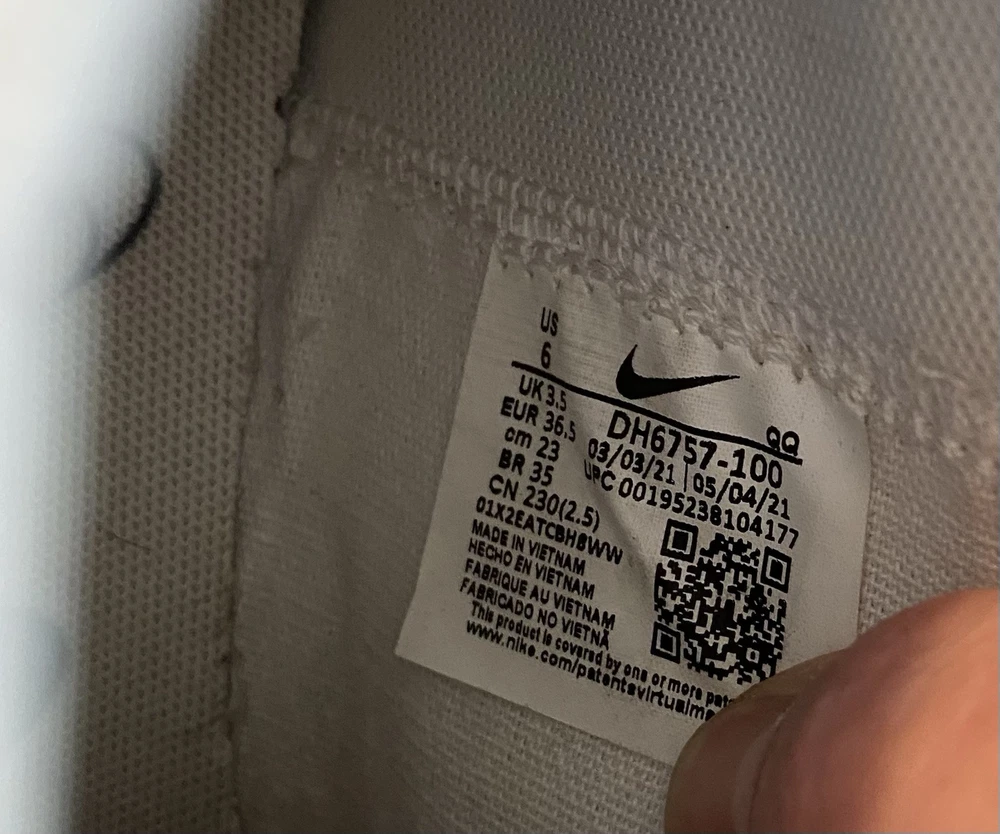 US
6
UK 3.5
EUR 36.5
cm 23
BR 35
CN 230(2.5)
01X2EATCBH8WW
MADE IN VIETNAM
HECHO EN VIETNAM
FABRIQUE AU VIETNAM
FABRICADO NO VIETNÃ
This product is covered by one or more
www.nike.com/patents
QQ
DH6757-100
03/03/21 | 05/04/21
UPC 00195238104177